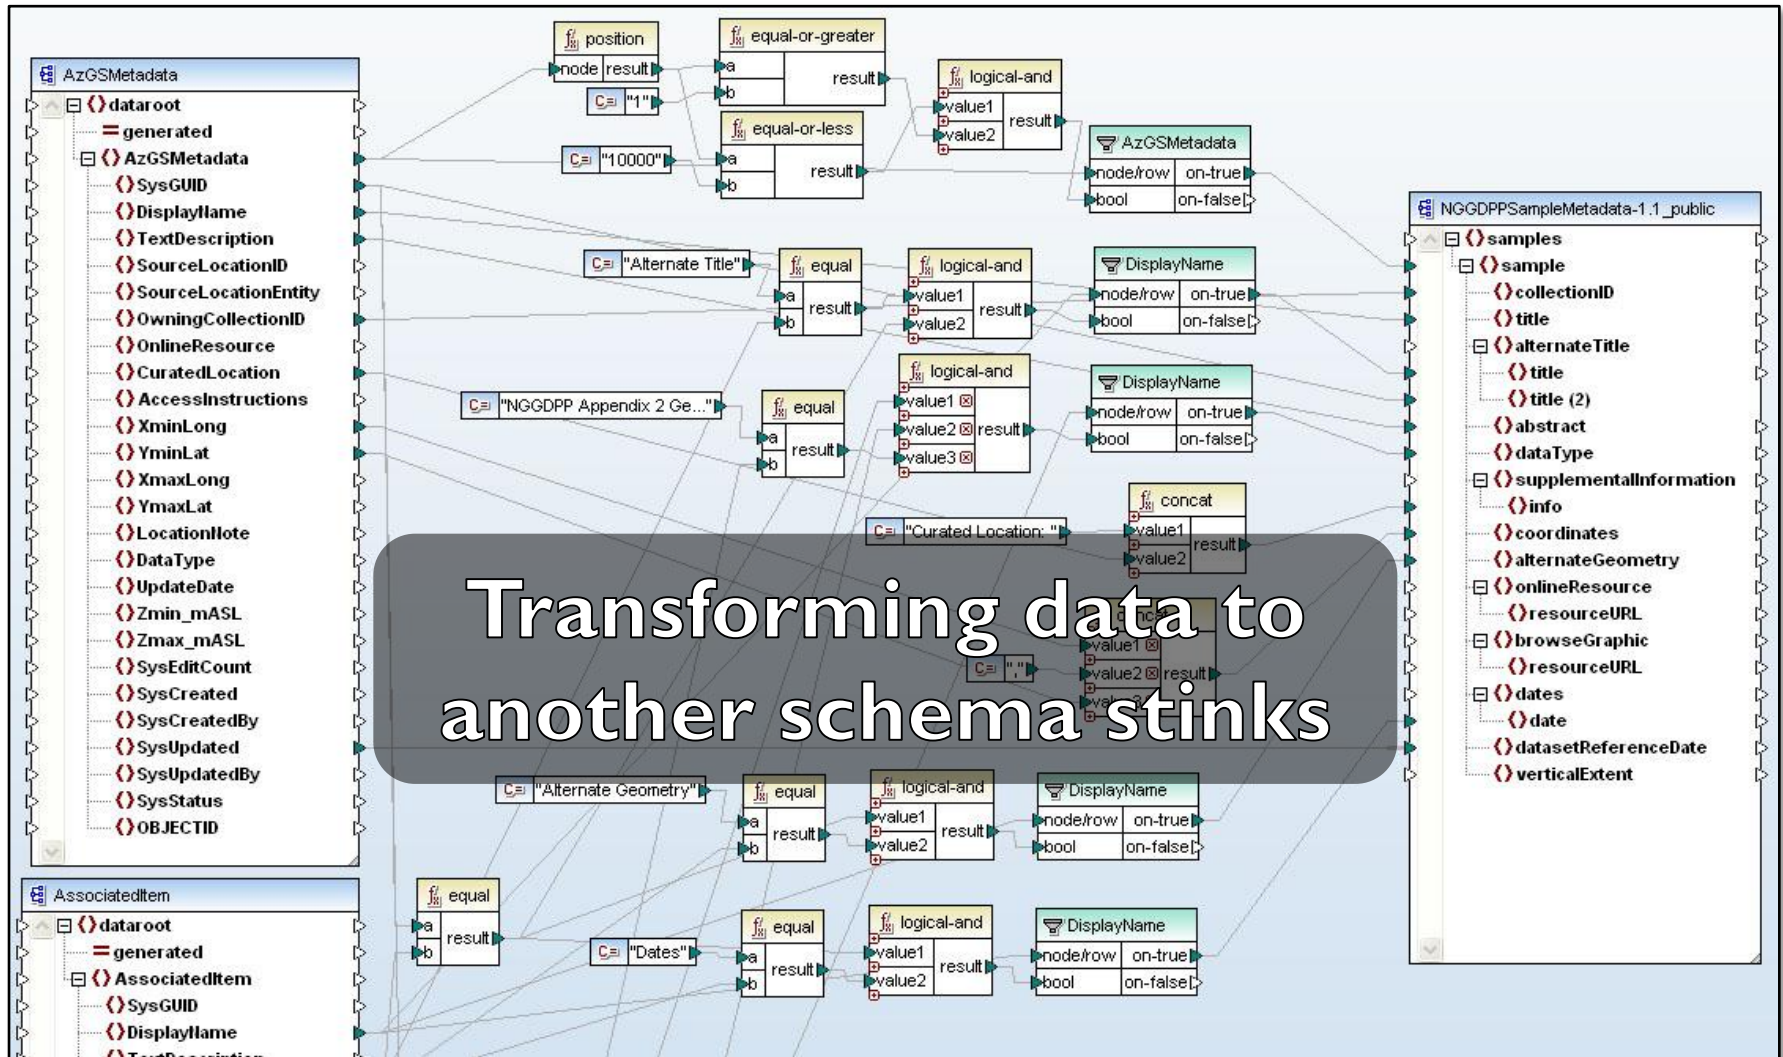 AzGSMetadata
dataroot
generated
AzGSMetadata
SysGUID
DisplayName
TextDescription
SourceLocationID
SourceLocationEntity
OwningCollectionID
OnlineResource
CuratedLocation
AccessInstructions
XminLong
YminLat
XmaxLong
YmaxLat
LocationNote
DataType
UpdateDate
Zmin_mASL
Zmax_mASL
SysEditCount
SysCreated
SysCreatedBy
SysUpdated
SysUpdatedBy
SysStatus
OBJECTID
AssociatedItem
dataroot
generated
AssociatedItem
SysGUID
DisplayName
TextDescription
position
node result
C= "1"
equal-or-greater
a
result
b
C= "10000"
equal-or-less
a
result
b
logical-and
value1
result
value2
AzGSMetadata
node/row on-true
bool on-false
C= "Alternate Title"
equal
a
result
b
logical-and
value1
result
value2
DisplayName
node/row on-true
bool on-false
C= "NGGDPP Appendix 2 Ge..."
equal
a
result
b
logical-and
value1
value2 result
value3
DisplayName
node/row on-true
bool on-false
C= "Curated Location: "
concat
value1
result
value2
Transforming data to
another schema stinks
concat
value1
C= ","
value2 result
value3
C= "Alternate Geometry"
equal
a
result
b
logical-and
value1
result
value2
DisplayName
node/row on-true
bool on-false
equal
a
result
b
C= "Dates"
equal
a
result
b
logical-and
value1
result
value2
DisplayName
node/row on-true
bool on-false
NGGDPPSampleMetadata-1.1_public
samples
sample
collectionID
title
alternateTitle
title
title (2)
abstract
dataType
supplementalInformation
info
coordinates
alternateGeometry
onlineResource
resourceURL
browseGraphic
resourceURL
dates
date
datasetReferenceDate
verticalExtent